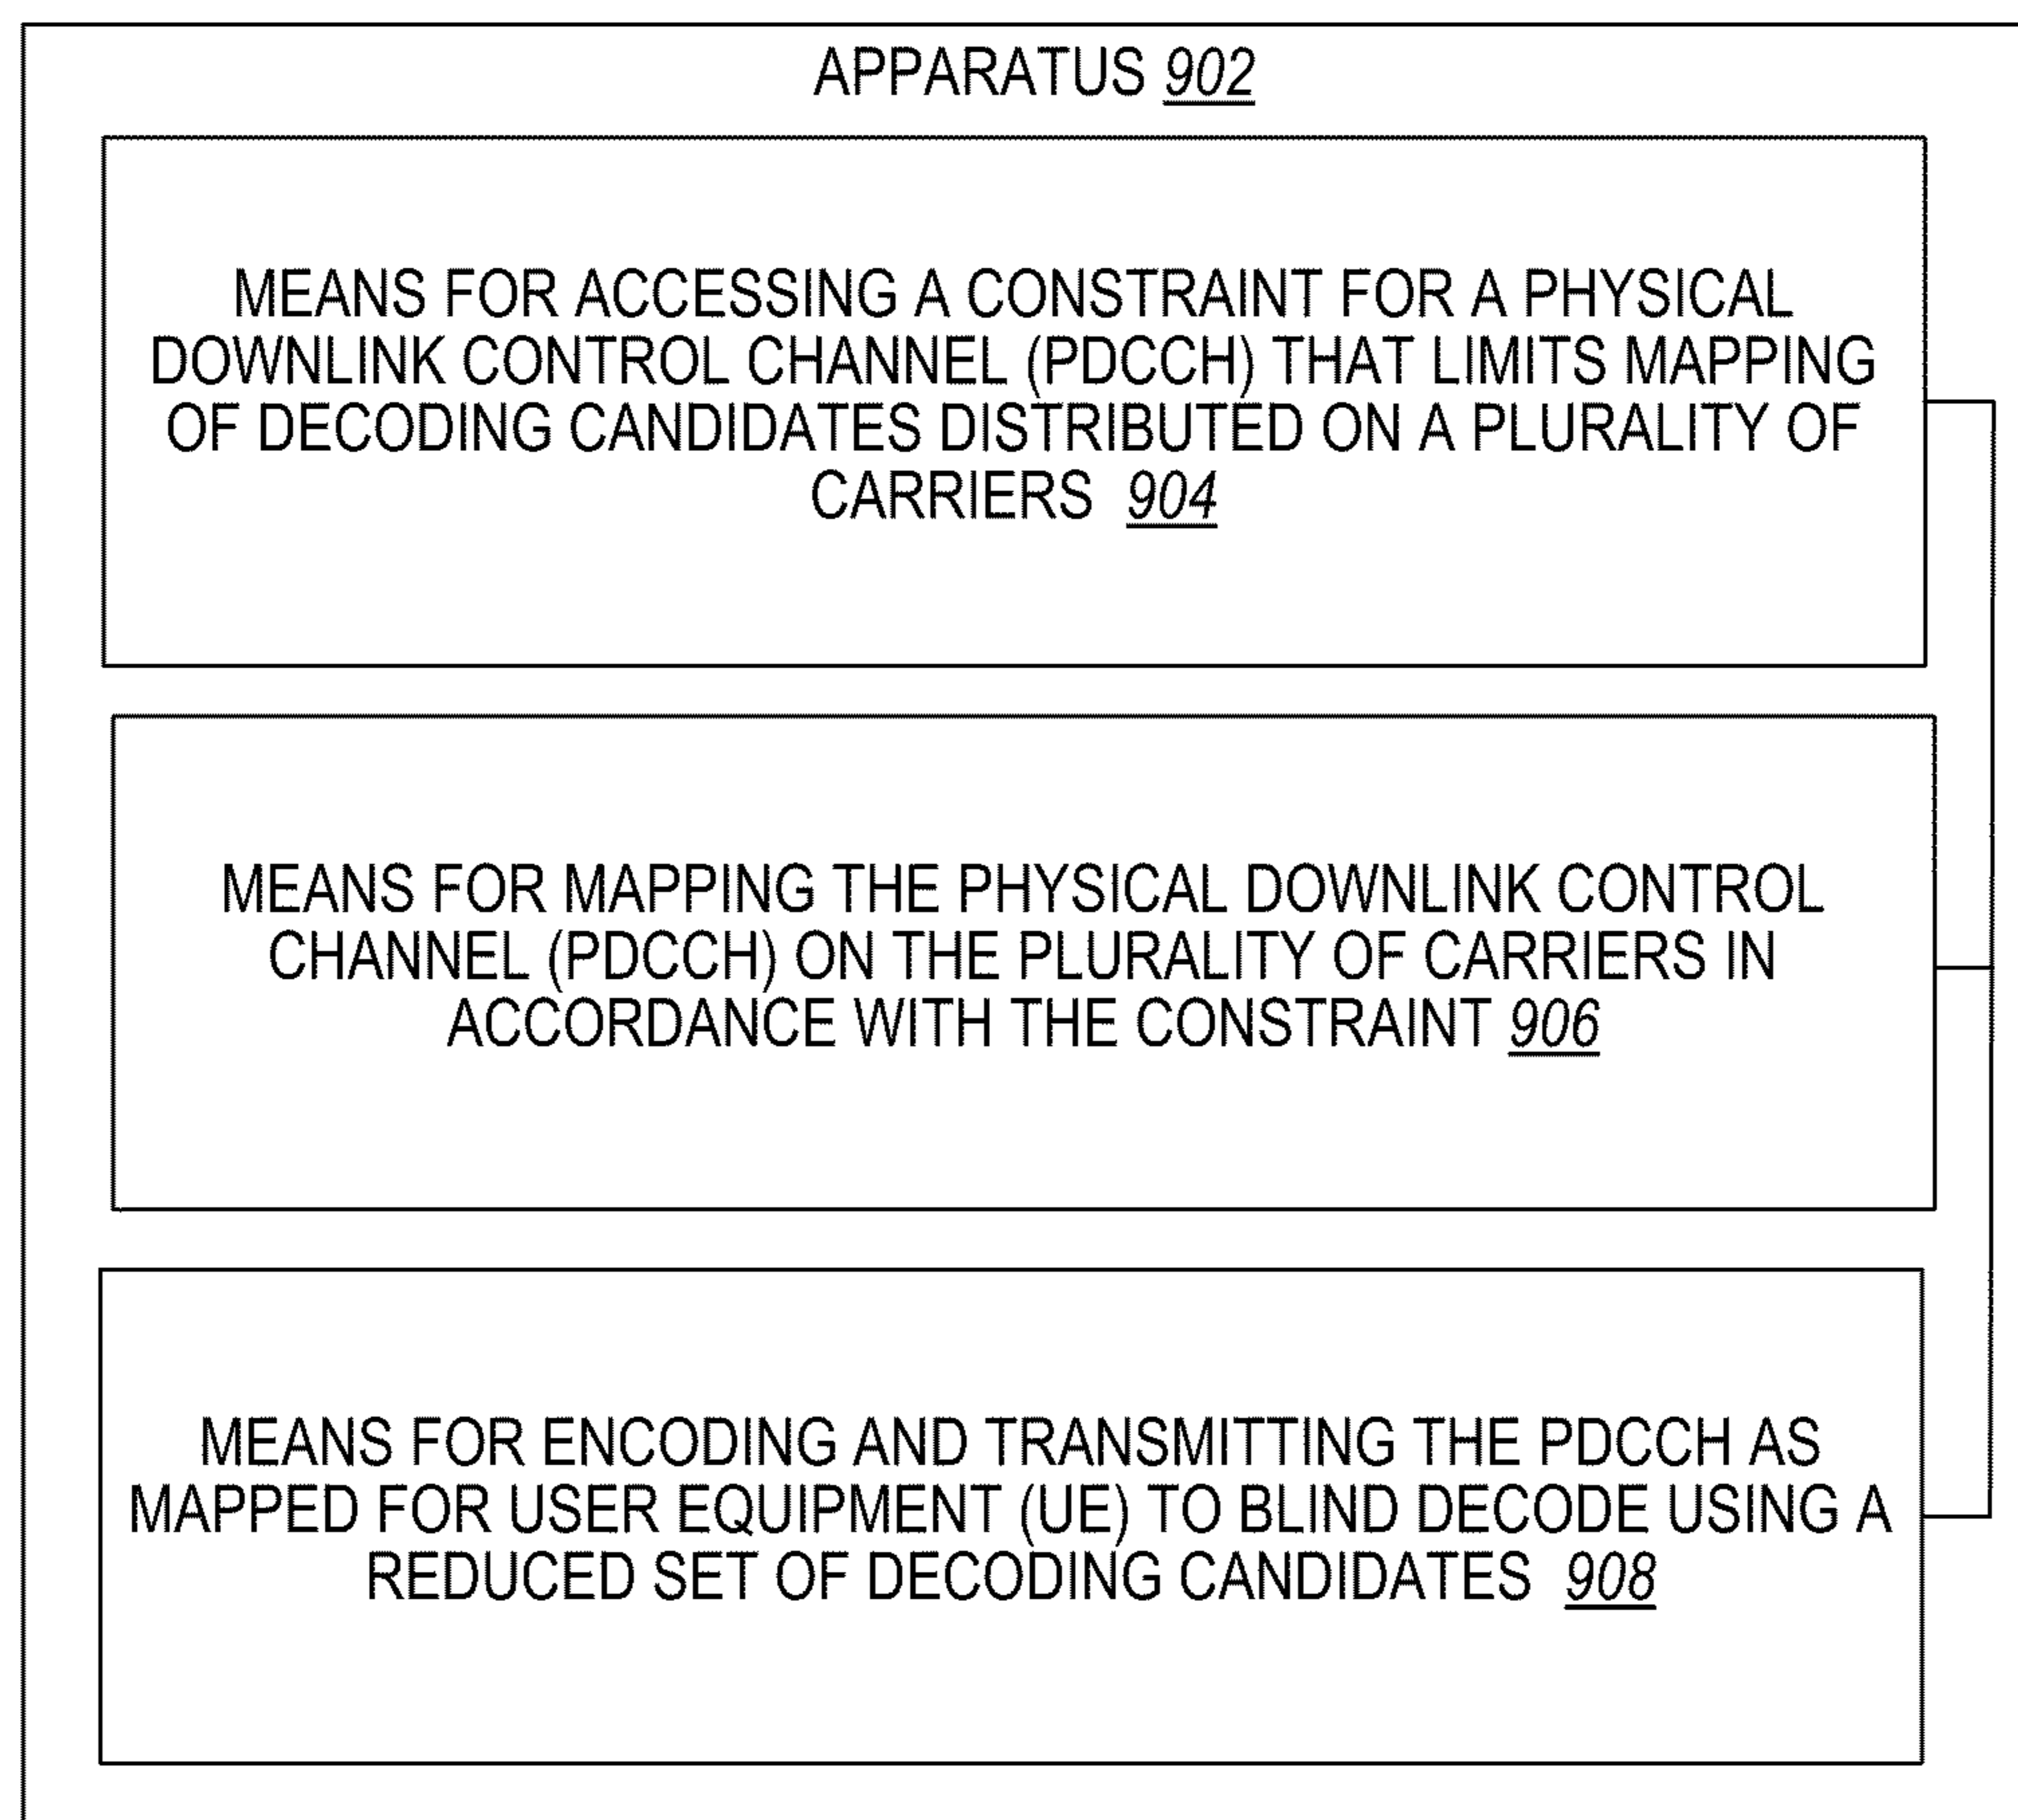 APPARATUS 902
MEANS FOR ACCESSING A CONSTRAINT FOR A PHYSICAL
DOWNLINK CONTROL CHANNEL (PDCCH) THAT LIMITS MAPPING
OF DECODING CANDIDATES DISTRIBUTED ON A PLURALITY OF
CARRIERS 904
MEANS FOR MAPPING THE PHYSICAL DOWNLINK CONTROL
CHANNEL (PDCCH) ON THE PLURALITY OF CARRIERS IN
ACCORDANCE WITH THE CONSTRAINT 906
MEANS FOR ENCODING AND TRANSMITTING THE PDCCH AS
MAPPED FOR USER EQUIPMENT (UE) TO BLIND DECODE USING A
REDUCED SET OF DECODING CANDIDATES 908